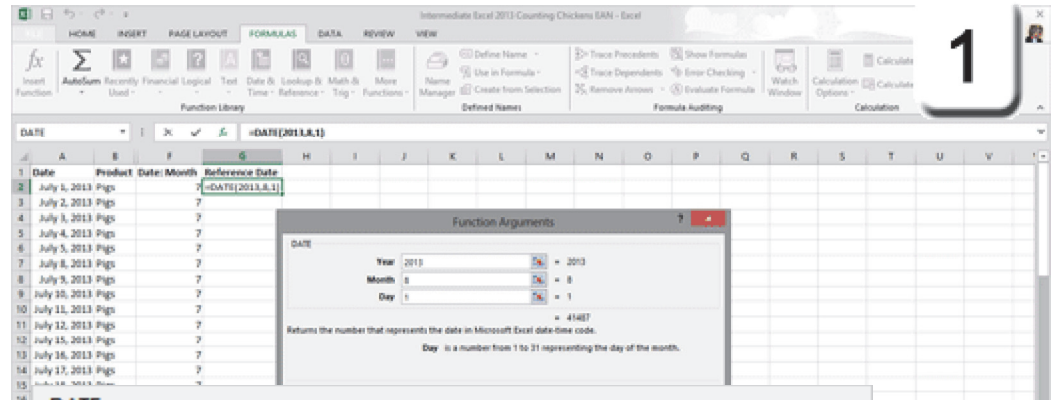 Intermediate Excel 2013 Counting Chickens EAN - Excel
HOME INSERT PAGE LAYOUT FORMULAS DATA REVIEW VIEW
1
Insert Function
AutoSum Recently Used Financial Logical Text Date & Time Lookup & Reference Math & Trig More Functions
Name Manager
Define Name
Use in Formula
Create from Selection
Trace Precedents Show Formulas
Trace Dependents Error Checking
Remove Arrows Evaluate Formula
Watch Window
Calculation Options
Calculate
Calculate
Function Library Defined Names Formula Auditing Calculation
DATE fx =DATE(2013,8,1)
A B F G H I J K L M N O P Q R S T U V
1 Date Product Date: Month Reference Date
2 July 1, 2013 Pigs 7 =DATE(2013,8,1)
3 July 2, 2013 Pigs 7
4 July 3, 2013 Pigs 7
5 July 4, 2013 Pigs 7
6 July 5, 2013 Pigs 7
7 July 8, 2013 Pigs 7
8 July 9, 2013 Pigs 7
9 July 10, 2013 Pigs 7
10 July 11, 2013 Pigs 7
11 July 12, 2013 Pigs 7
12 July 15, 2013 Pigs 7
13 July 16, 2013 Pigs 7
14 July 17, 2013 Pigs 7
15
Function Arguments ?
DATE
Year 2013 = 2013
Month 8 = 8
Day 1 = 1
= 41487
Returns the number that represents the date in Microsoft Excel date-time code.
Day is a number from 1 to 31 representing the day of the month.